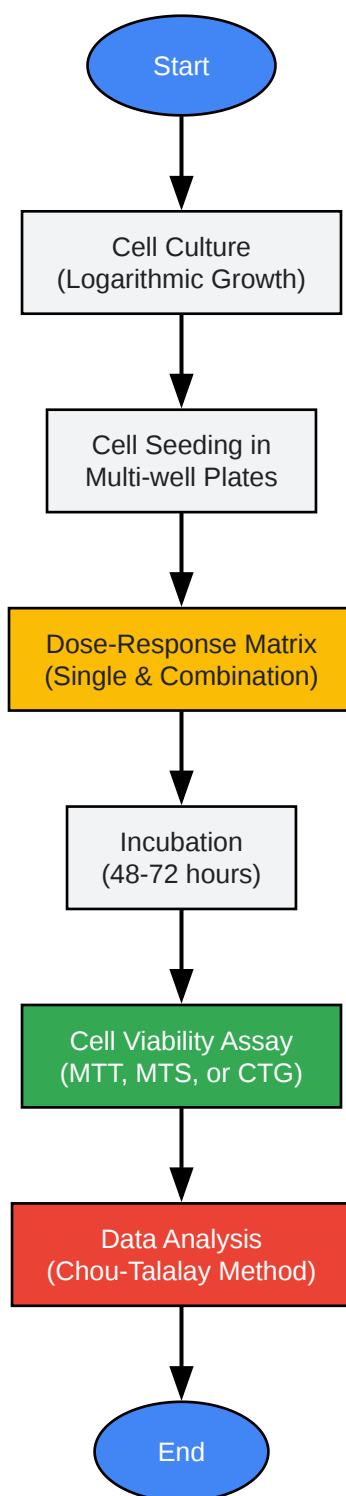 Start
Cell Culture
(Logarithmic Growth)
Cell Seeding in
Multi-well Plates
Dose-Response Matrix
(Single & Combination)
Incubation
(48-72 hours)
Cell Viability Assay
(MTT, MTS, or CTG)
Data Analysis
(Chou-Talalay Method)
End